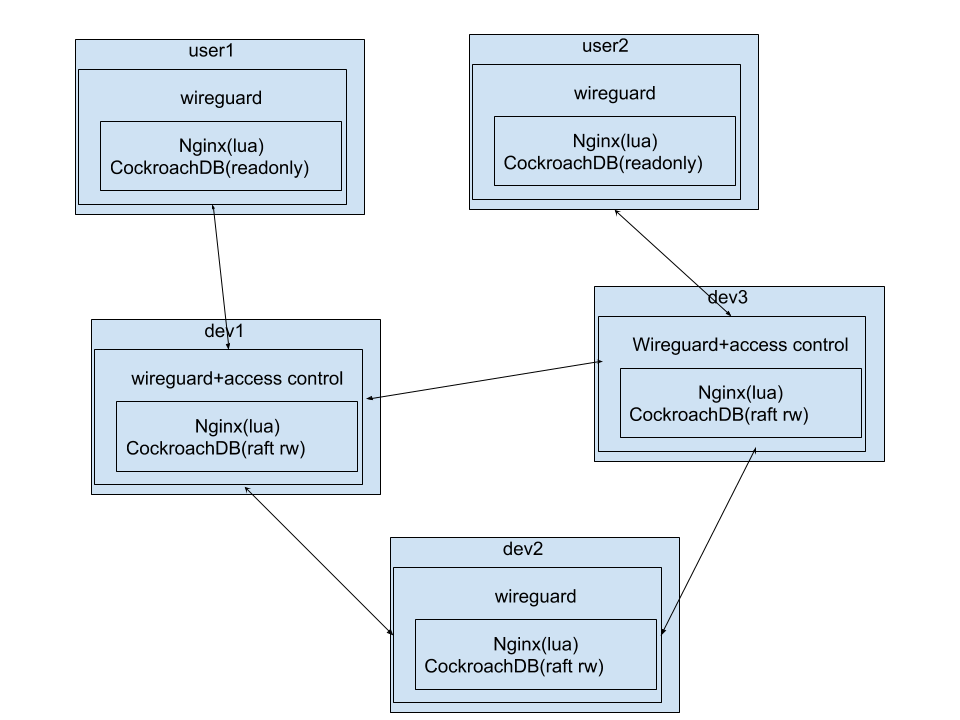 user1
wireguard
Nginx(lua)
CockroachDB(readonly)
user2
wireguard
Nginx(lua)
CockroachDB(readonly)
dev1
wireguard+access control
Nginx(lua)
CockroachDB(raft rw)
dev3
Wireguard+access control
Nginx(lua)
CockroachDB(raft rw)
dev2
wireguard
Nginx(lua)
CockroachDB(raft rw)